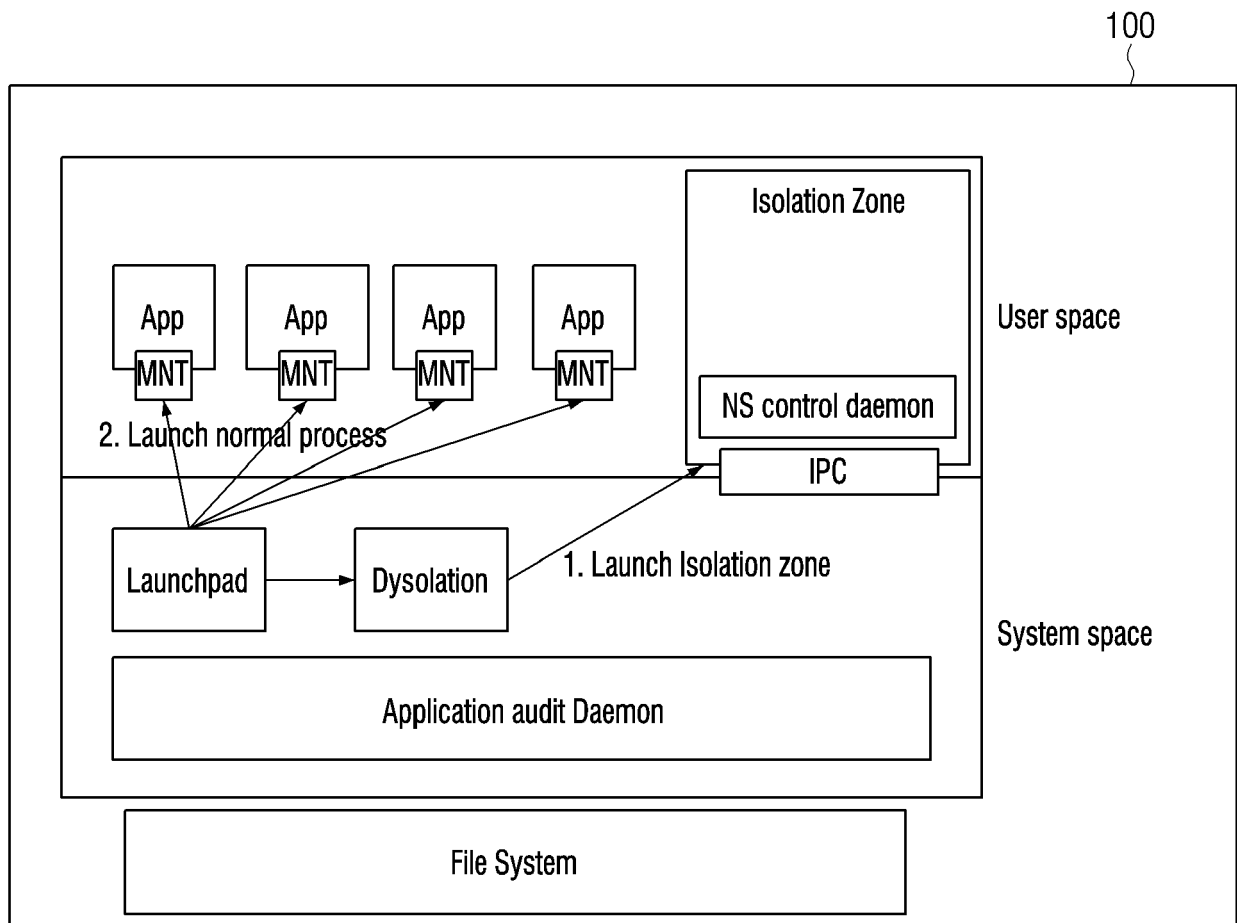 100
Isolation Zone
User space
App
App
App
App
MNT
MNT
MNT
MNT
NS control daemon
2. Launch normal process
IPC
1. Launch Isolation zone
Launchpad
Dysolation
System space
Application audit Daemon
File System